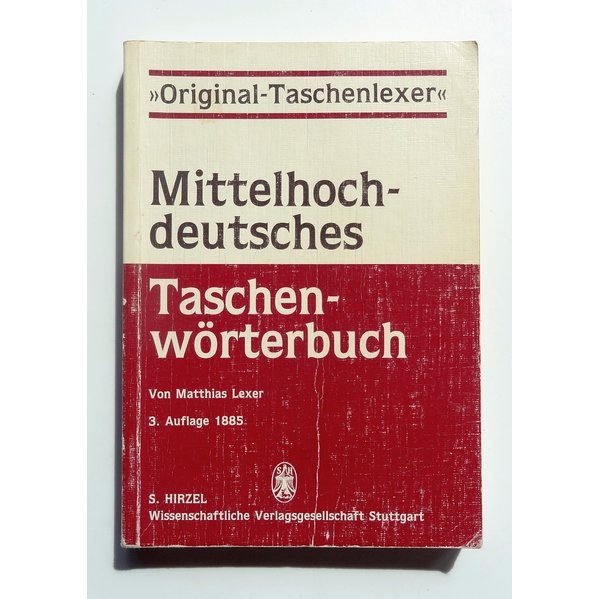 »Original-Taschenlexer«
Mittelhoch-
deutsches
Taschen-
wörterbuch
Von Matthias Lexer
3. Auflage 1885
S H
S. HIRZEL
Wissenschaftliche Verlagsgesellschaft Stuttgart